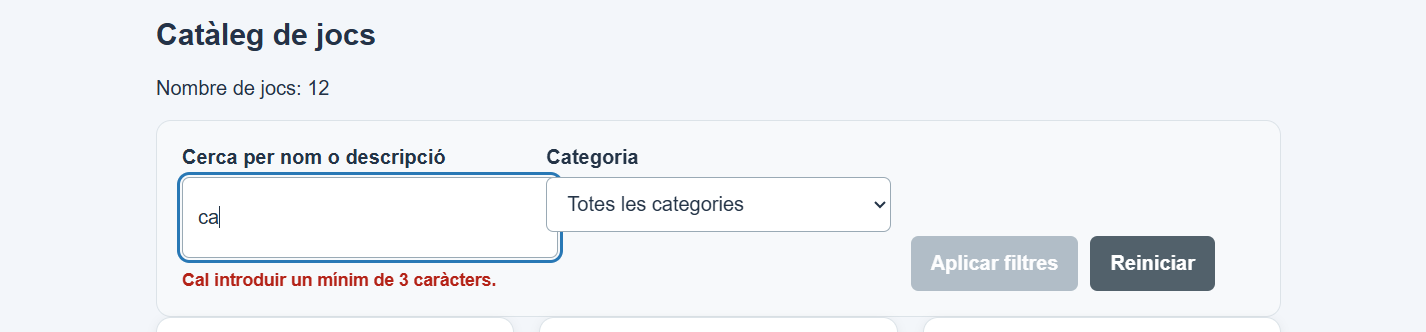 Catàleg de jocs
Nombre de jocs: 12
Cerca per nom o descripció
Categoria
ca
Totes les categories
Cal introduir un mínim de 3 caràcters.
Aplicar filtres
Reiniciar